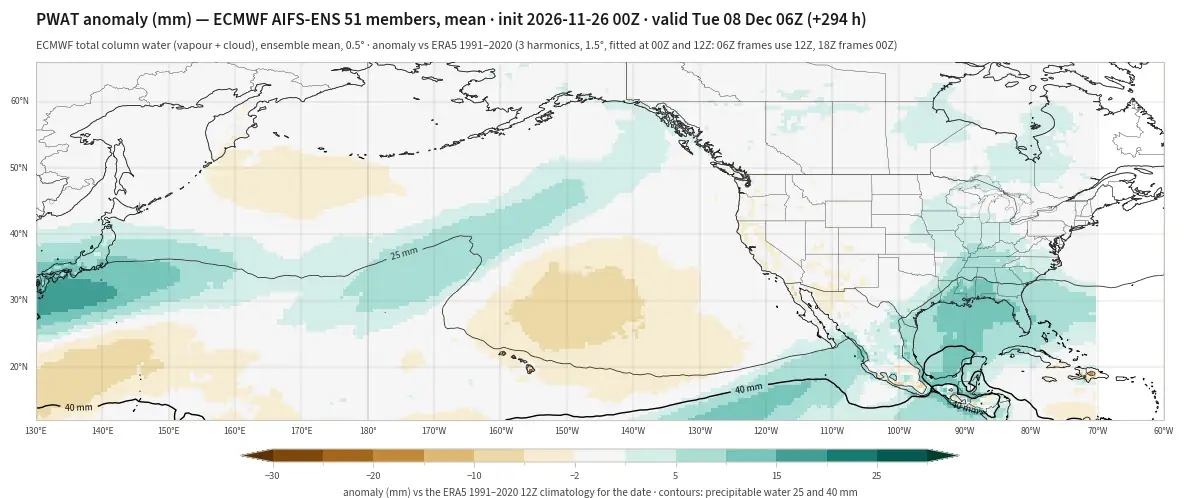 PWAT anomaly (mm) — ECMWF AIFS-ENS 51 members, mean · init 2026-11-26 00Z · valid Tue 08 Dec 06Z (+294 h)
ECMWF total column water (vapour + cloud), ensemble mean, 0.5° · anomaly vs ERA5 1991–2020 (3 harmonics, 1.5°, fitted at 00Z and 12Z: 06Z frames use 12Z, 18Z frames 00Z)
60°N
50°N
40°N
30°N
20°N
25 mm
40 mm
40 mm
130°E 140°E 150°E 160°E 170°E 180° 170°W 160°W 150°W 140°W 130°W 120°W 110°W 100°W 90°W 80°W 70°W 60°W
−30 −20 −10 −2 5 15 25
anomaly (mm) vs the ERA5 1991–2020 12Z climatology for the date · contours: precipitable water 25 and 40 mm